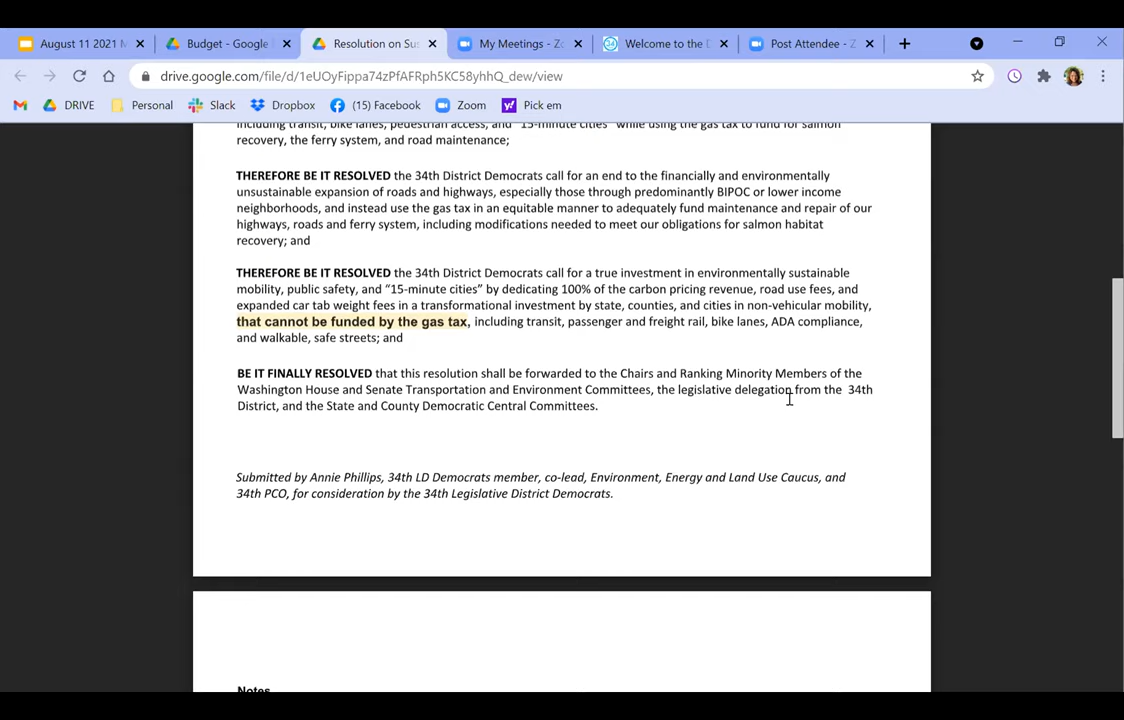 August 11 2021 M
Budget - Google
Resolution on Sus
My Meetings - Zo
Welcome to the D
Post Attendee - Z
drive.google.com/file/d/1eUOyFippa74zPfAFRph5KC58yhhQ_dew/view
DRIVE
Personal
Slack
Dropbox
(15) Facebook
Zoom
Pick em
including transit, bike lanes, pedestrian access, and "15-minute cities" while using the gas tax to fund for salmon
recovery, the ferry system, and road maintenance;
THEREFORE BE IT RESOLVED the 34th District Democrats call for an end to the financially and environmentally
unsustainable expansion of roads and highways, especially those through predominantly BIPOC or lower income
neighborhoods, and instead use the gas tax in an equitable manner to adequately fund maintenance and repair of our
highways, roads and ferry system, including modifications needed to meet our obligations for salmon habitat
recovery; and
THEREFORE BE IT RESOLVED the 34th District Democrats call for a true investment in environmentally sustainable
mobility, public safety, and “15-minute cities” by dedicating 100% of the carbon pricing revenue, road use fees, and
expanded car tab weight fees in a transformational investment by state, counties, and cities in non-vehicular mobility,
that cannot be funded by the gas tax, including transit, passenger and freight rail, bike lanes, ADA compliance,
and walkable, safe streets; and
BE IT FINALLY RESOLVED that this resolution shall be forwarded to the Chairs and Ranking Minority Members of the
Washington House and Senate Transportation and Environment Committees, the legislative delegation from the 34th
District, and the State and County Democratic Central Committees.
Submitted by Annie Phillips, 34th LD Democrats member, co-lead, Environment, Energy and Land Use Caucus, and
34th PCO, for consideration by the 34th Legislative District Democrats.
Notes